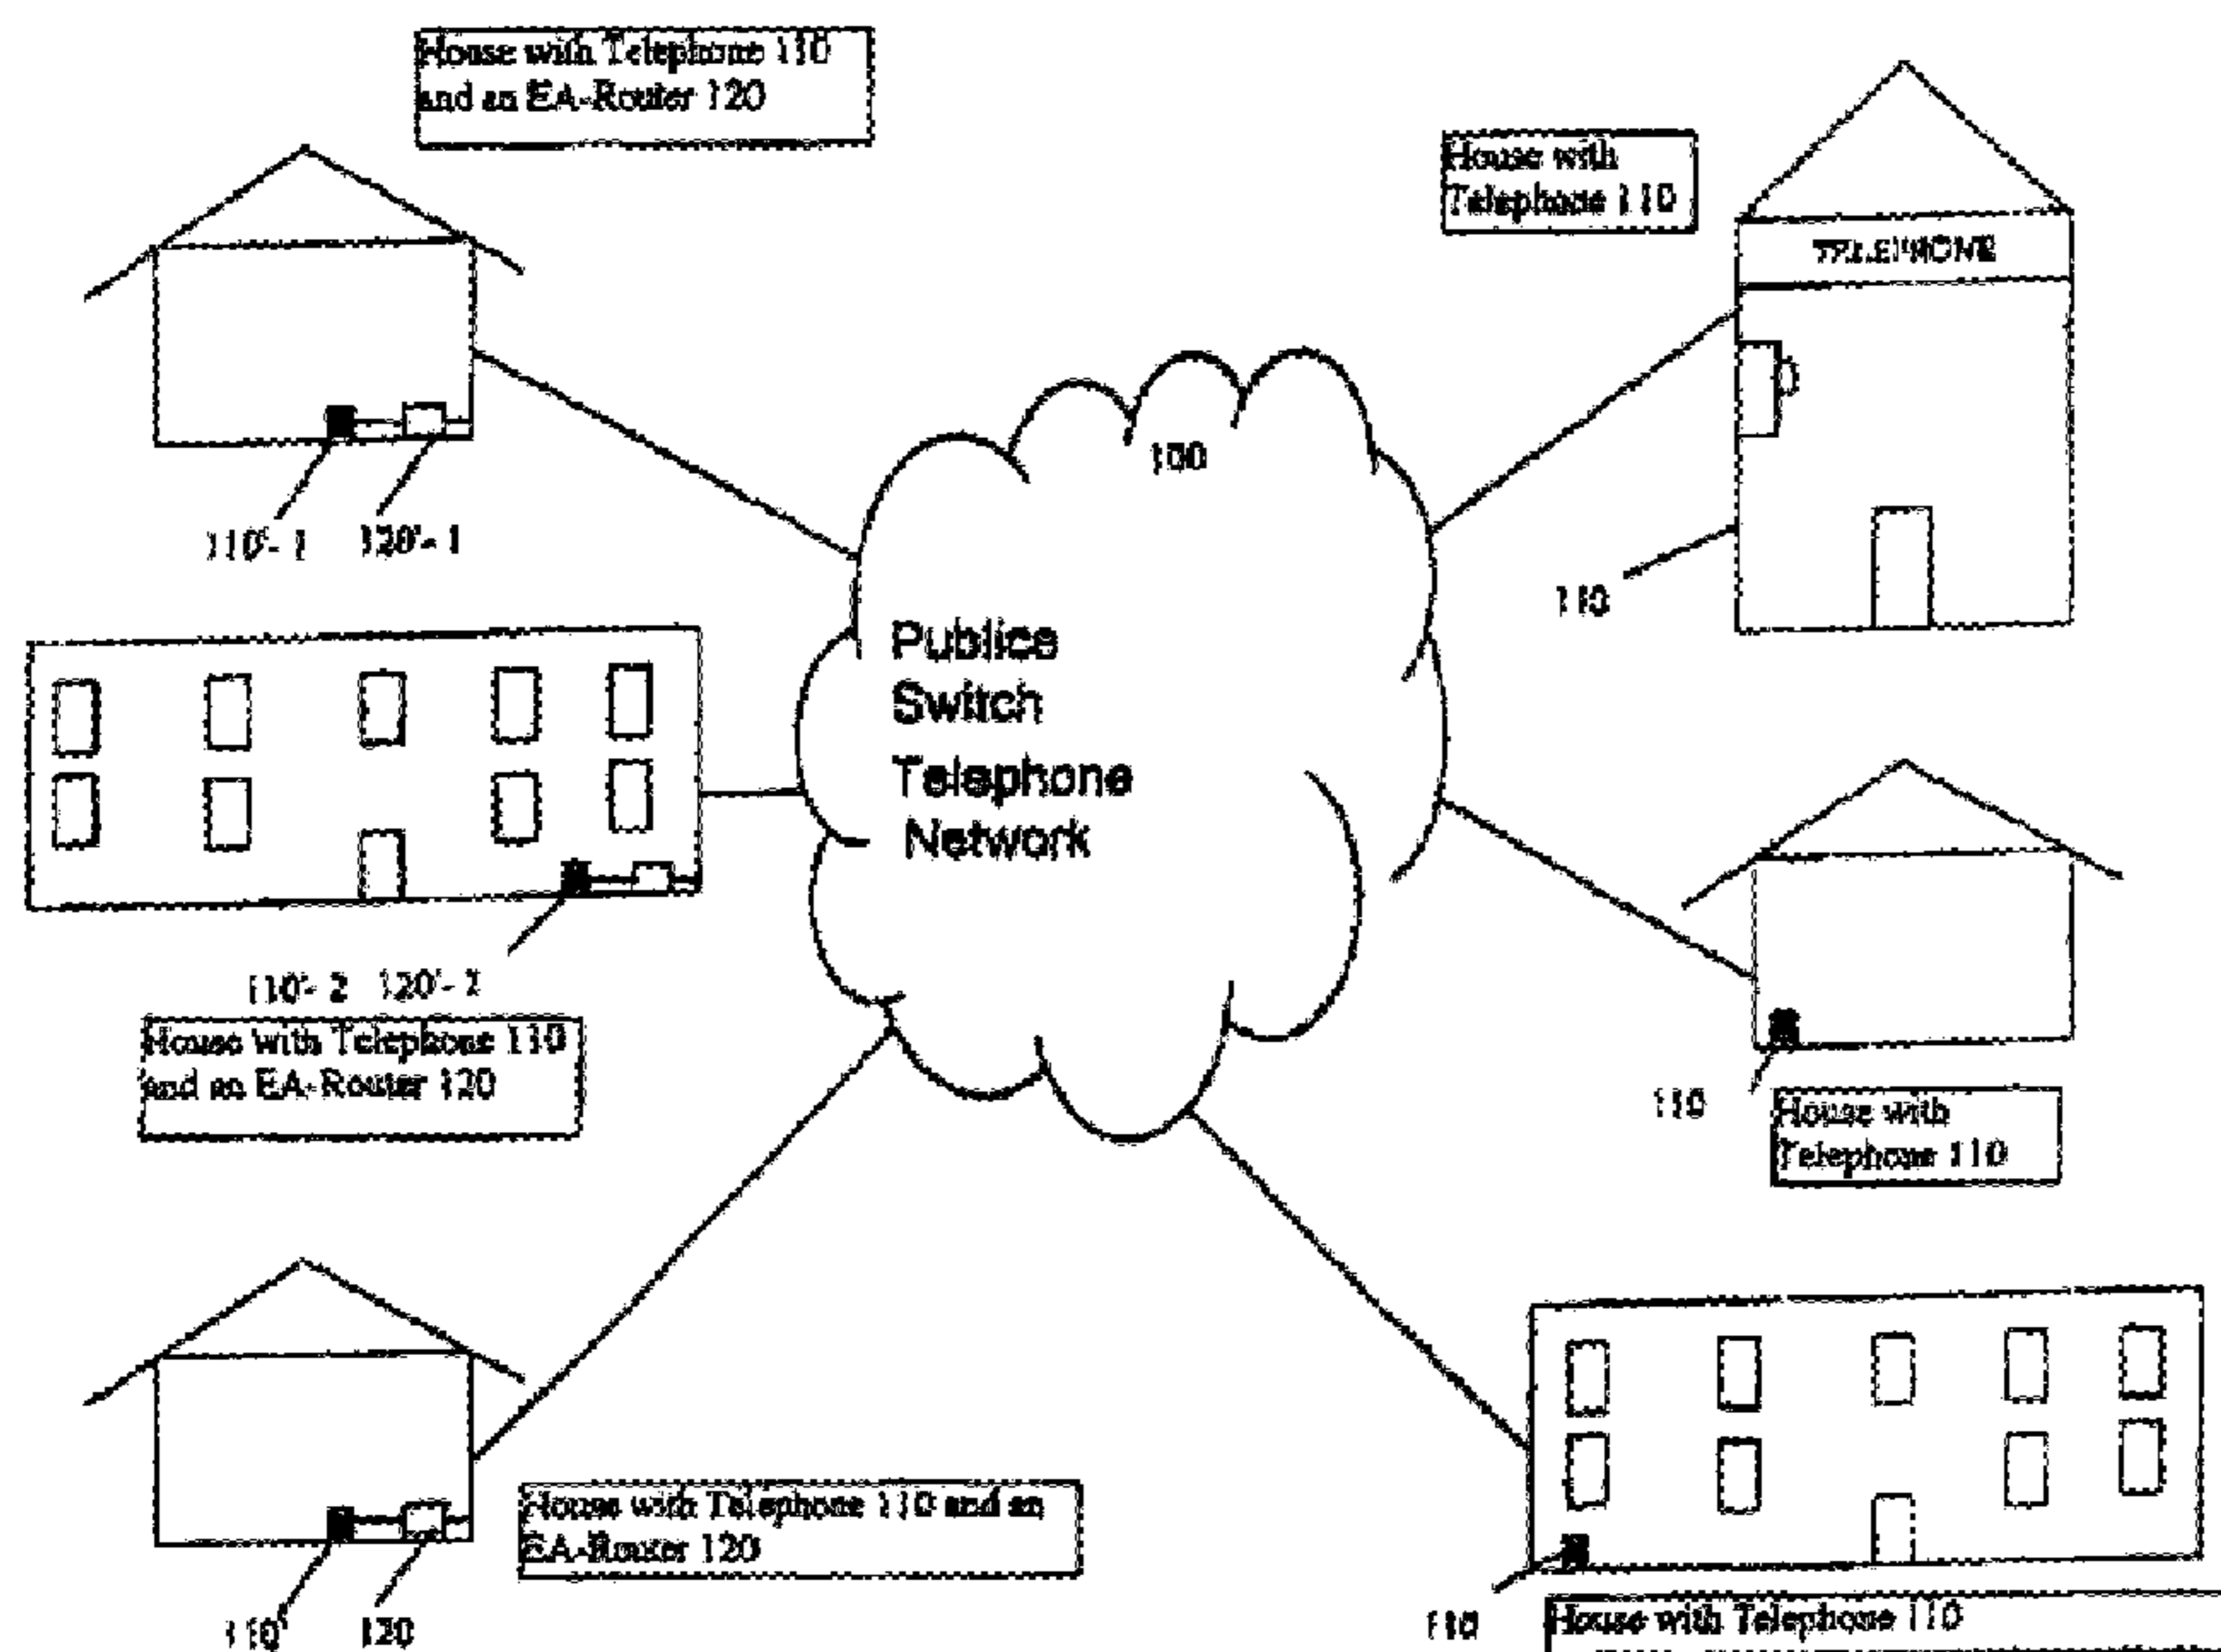 House with Telephone 110
and an EA-Router 120
House with
Telephone 110
TELEPHONE
100
110'- 1 120'- 1
110
Publics
Switch
Telephone
Network
110'- 2 120'- 2
House with Telephone 110
and an EA-Router 120
110
House with
Telephone 110
House with Telephone 110 and an
EA-Router 120
110' 120
110
House with Telephone 110